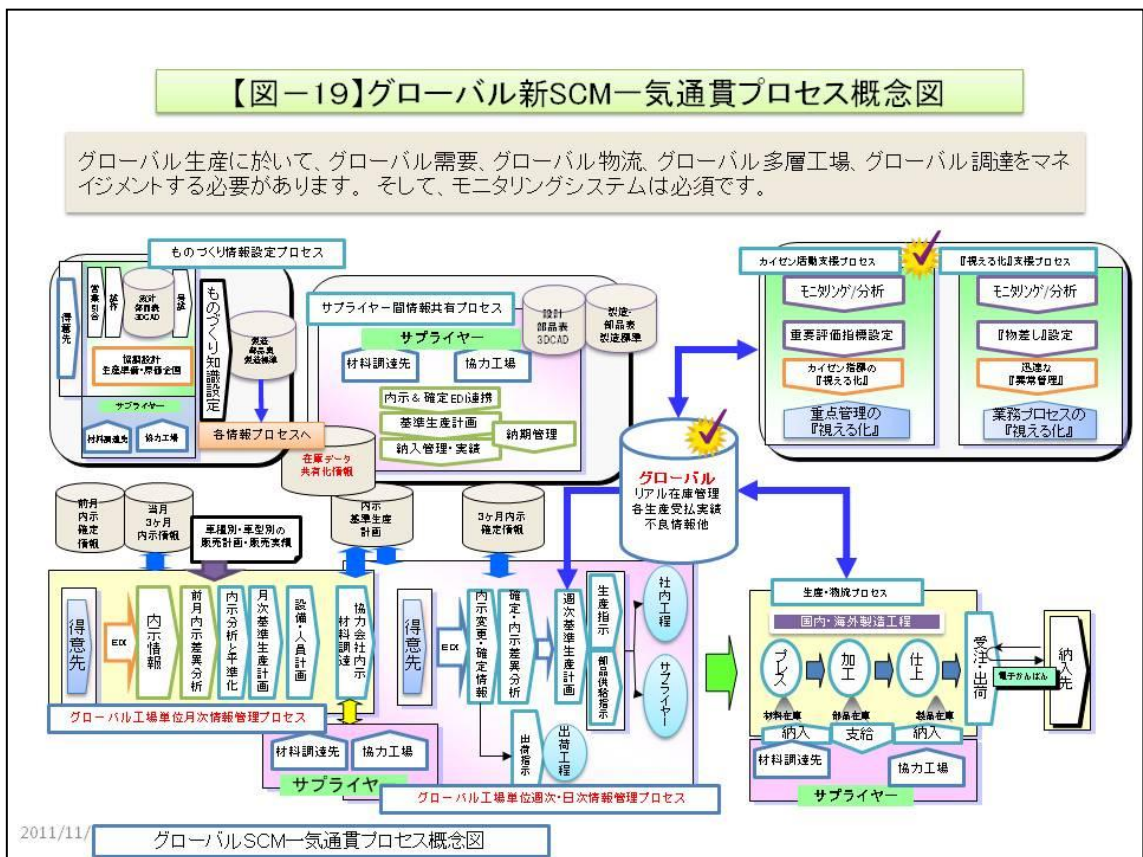 【図－19】グローバル新SCM一気通貫プロセス概念図
グローバル生産に於いて、グローバル需要、グローバル物流、グローバル多層工場、グローバル調達をマネ
イジメントする必要があります。 そして、モニタリングシステムは必須です。
ものづくり情報設定プロセス
得意先
営業引合
試作
設計
部品表
3DCAD
協調設計
生産準備・原価企画
サプライヤー
材料調達先
協力工場
ものづくり知識設定
製造
部品表
製造標準
各情報プロセスへ
サプライヤー間情報共有プロセス
サプライヤー
材料調達先
協力工場
内示＆確定EDI連携
基準生産計画
納入管理・実績
納期管理
設計
部品表
3DCAD
製造・
部品表
製造標準
カイゼン活動支援プロセス
モニタリング/分析
重要評価指標設定
カイゼン指標の
『視える化』
重点管理の
『視える化』
『視える化』支援プロセス
モニタリング/分析
『物差し』設定
迅速な
『異常管理』
業務プロセスの
『視える化』
在庫データ
共有化情報
グローバル
リアル在庫管理
各生産受払実績
不良情報他
前月
内示
確定
情報
当月
3ヶ月
内示情報
車種別・車型別の
販売計画・販売実績
内示
基準生産
計画
3ヶ月内示
確定情報
得意先
EDI
内示情報
前月内示差異分析
内示分析と平準化
月次基準生産計画
設備・人員計画
協力会社内示
材料調達
グローバル工場単位月次情報管理プロセス
材料調達先
協力工場
サプライヤ
得意先
EDI
内示変更・確定情報
確定・内示差異分析
週次基準生産計画
生産指示
部品供給指示
社内工程
サプライヤー
出荷指示
出荷工程
グローバル工場単位週次・日次情報管理プロセス
生産・物流プロセス
国内・海外製造工程
プレス
加工
仕上
受注・出荷
電子かんばん
納入先
材料在庫
部品在庫
製品在庫
納入
支給
納入
材料調達先
協力工場
サプライヤー
2011/11/
グローバルSCM一気通貫プロセス概念図